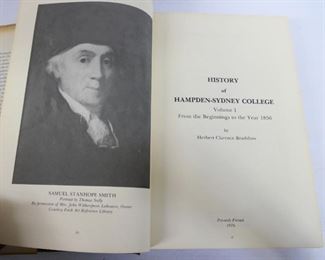 SAMUEL STANHOPE SMITH
Portrait by Thomas Sully
By permission of Mrs. John Witherspoon Labouisse, Owner
Courtesy Frick Art Reference Library
HISTORY
of
HAMPDEN-SYDNEY COLLEGE
Volume I
From the Beginnings to the Year 1856
by
Herbert Clarence Bradshaw
Privately Printed
1976